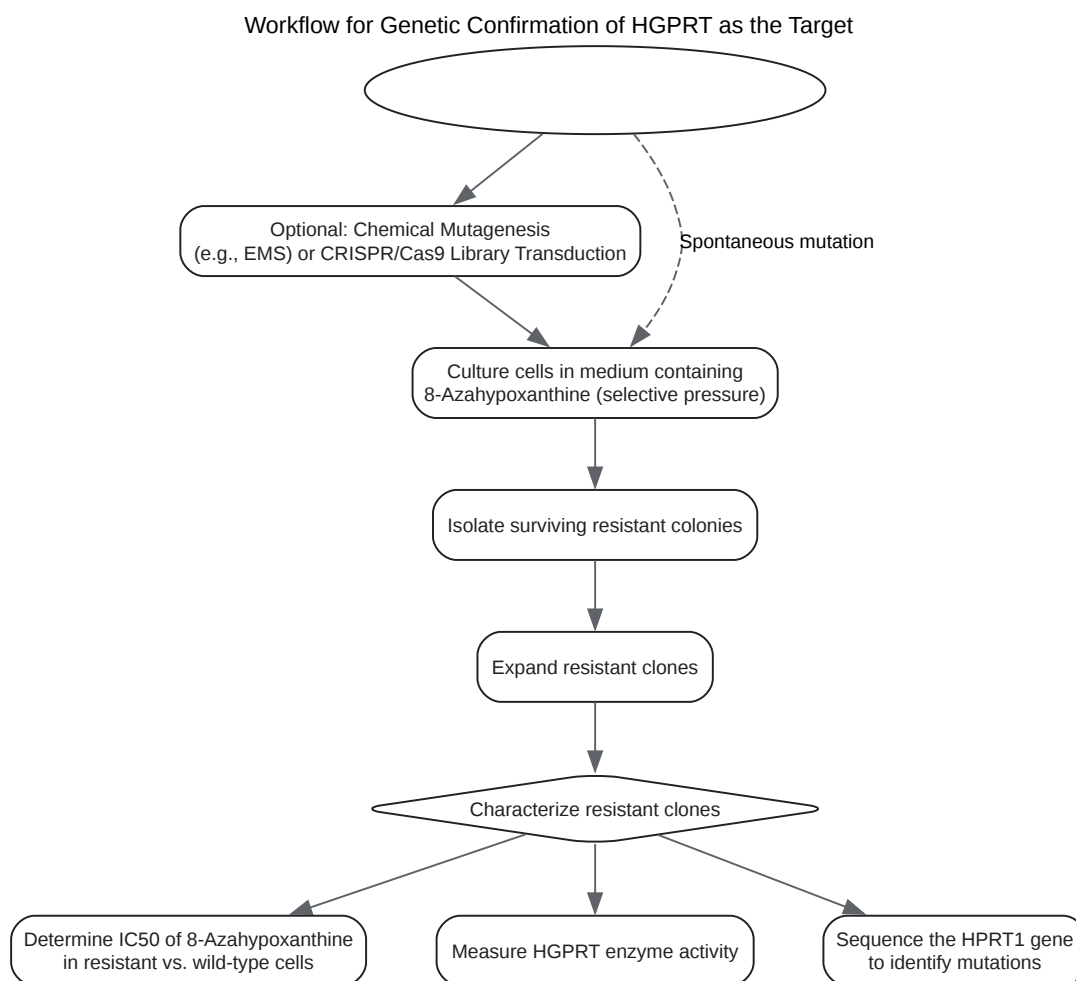 Workflow for Genetic Confirmation of HGPRT as the Target
Optional: Chemical Mutagenesis
(e.g., EMS) or CRISPR/Cas9 Library Transduction
Spontaneous mutation
Culture cells in medium containing
8-Azahypoxanthine (selective pressure)
Isolate surviving resistant colonies
Expand resistant clones
Characterize resistant clones
Determine IC50 of 8-Azahypoxanthine
in resistant vs. wild-type cells
Measure HGPRT enzyme activity
Sequence the HPRT1 gene
to identify mutations